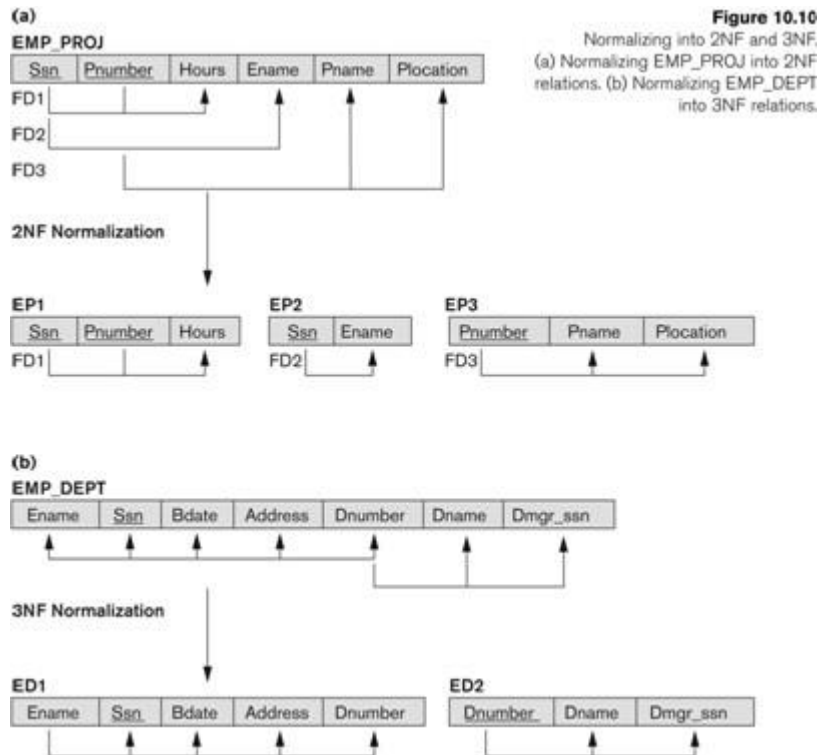 (a)
Figure 10.10
Normalizing into 2NF and 3NF.
(a) Normalizing EMP_PROJ into 2NF
relations. (b) Normalizing EMP_DEPT
into 3NF relations.
EMP_PROJ
Ssn Pnumber Hours Ename Pname Plocation
FD1
FD2
FD3
2NF Normalization
EP1 EP2 EP3
Ssn Pnumber Hours Ssn Ename Pnumber Pname Plocation
FD1 FD2 FD3
(b)
EMP_DEPT
Ename Ssn Bdate Address Dnumber Dname Dmgr_ssn
3NF Normalization
ED1 ED2
Ename Ssn Bdate Address Dnumber Dnumber Dname Dmgr_ssn